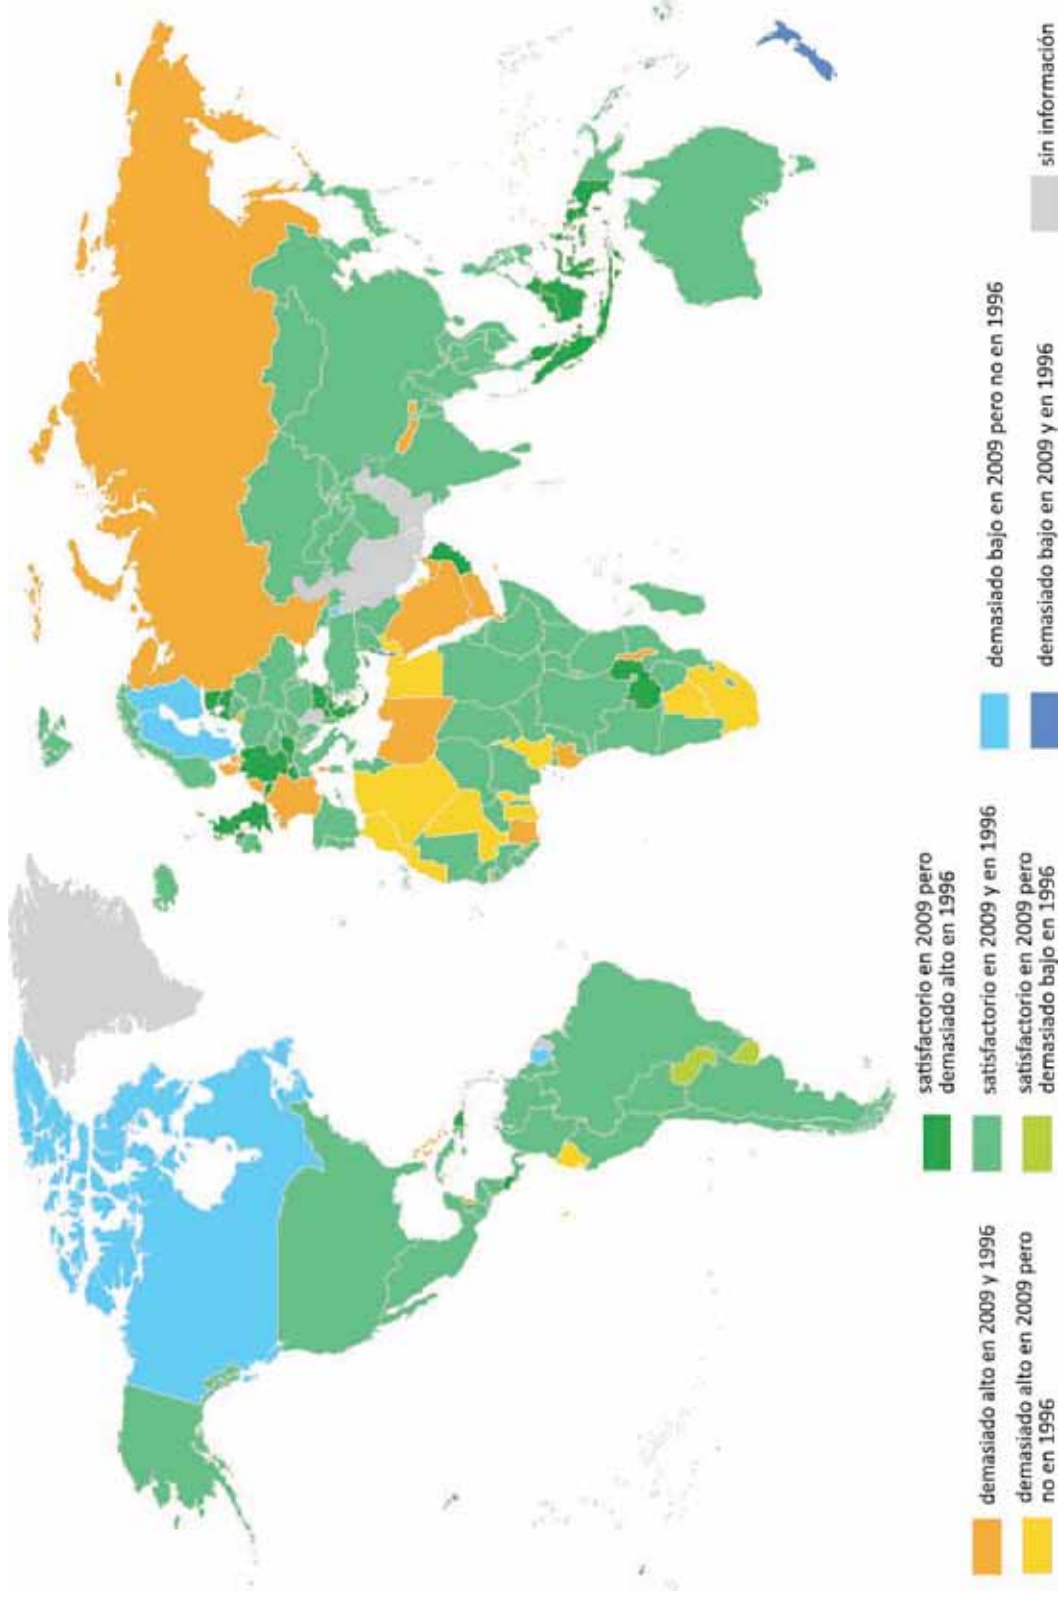 demasiado alto en 2009 y 1996
demasiado alto en 2009 pero
no en 1996
satisfactorio en 2009 pero
demasiado alto en 1996
satisfactorio en 2009 y en 1996
satisfactorio en 2009 pero
demasiado bajo en 1996
demasiado bajo en 2009 pero no en 1996
demasiado bajo en 2009 y en 1996
sin información